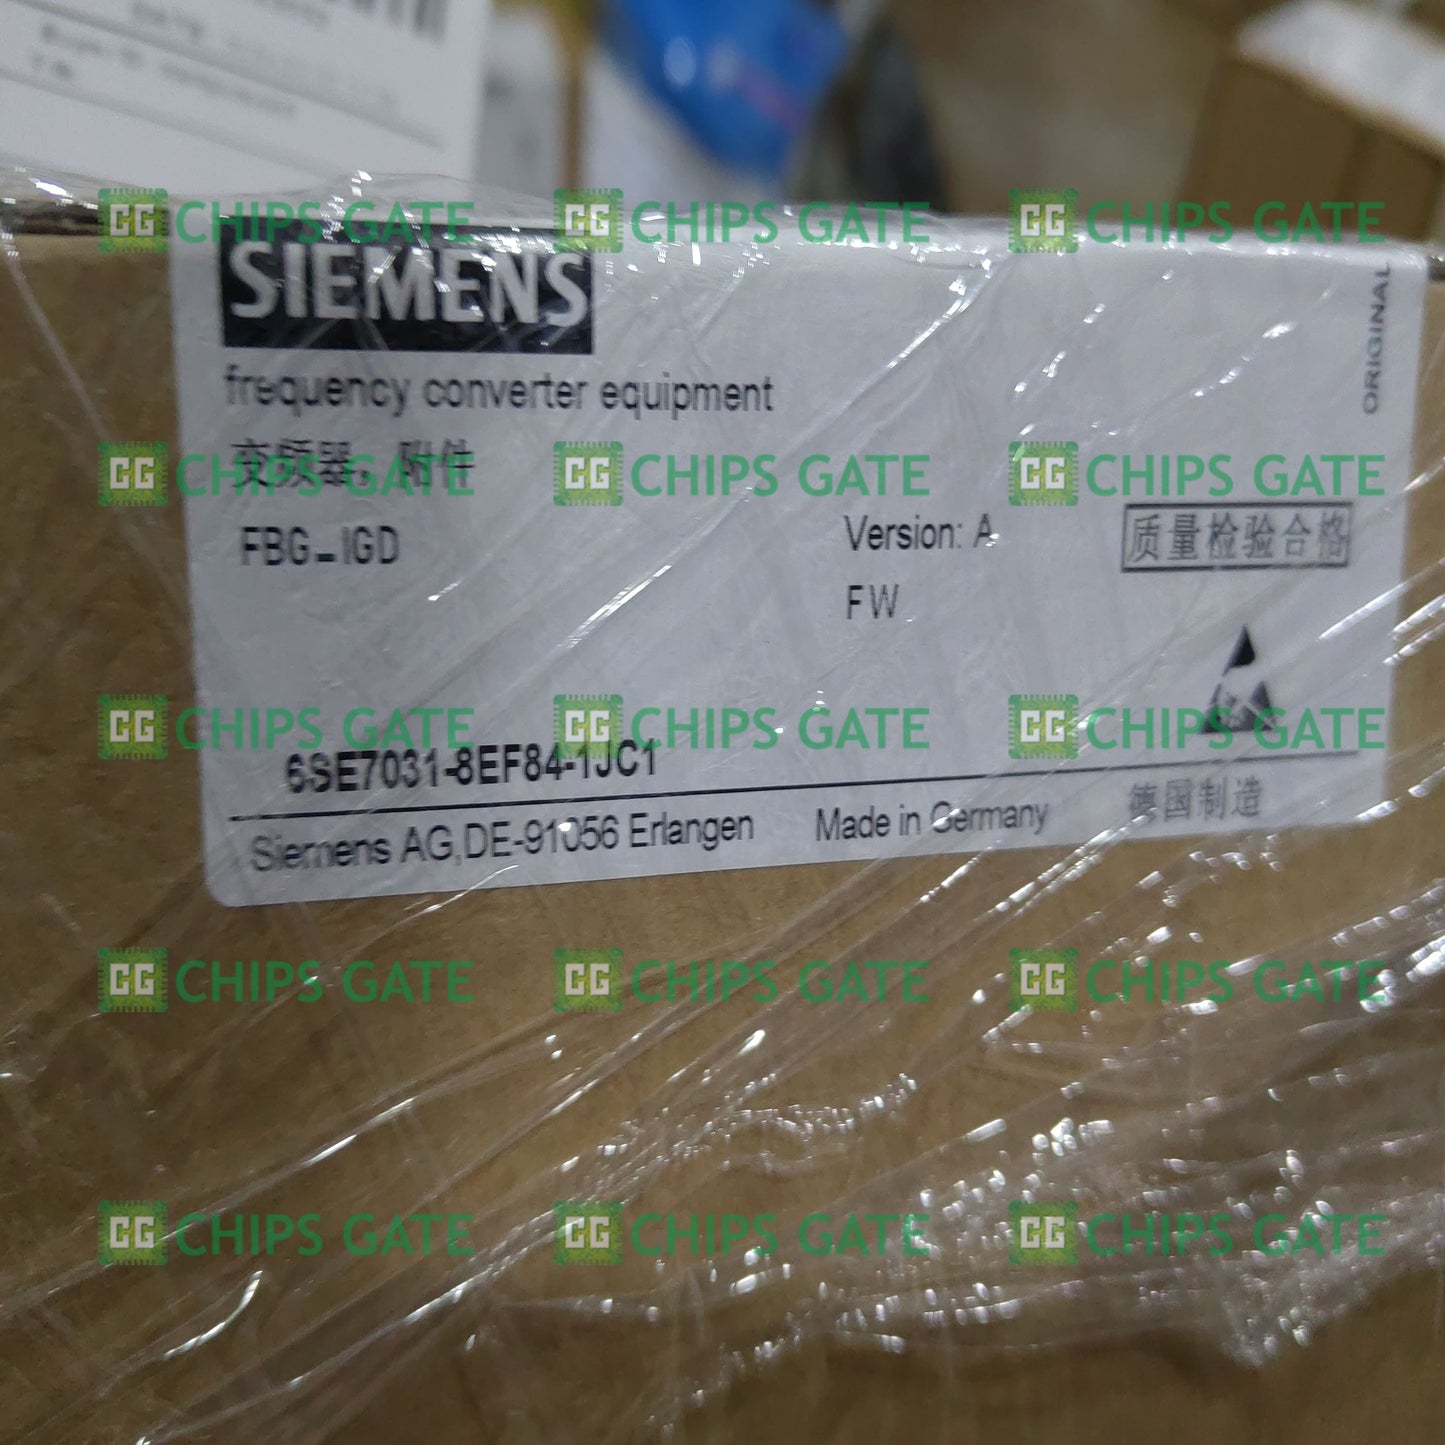 CHIPS GATE CHIPS GATE CHIPS GATE
SIEMENS
ORIGINAL
frequency converter equipment
变频器，附件
CHIPS GATE CHIPS GATE CHIPS GATE
FBG_IGD
Version: A
质量检验合格
FW
CHIPS GATE CHIPS GATE CHIPS GATE
6SE7031-8EF84-1JC1
Siemens AG,DE-91056 Erlangen Made in Germany 德国制造
CHIPS GATE CHIPS GATE CHIPS GATE
CHIPS GATE CHIPS GATE CHIPS GATE